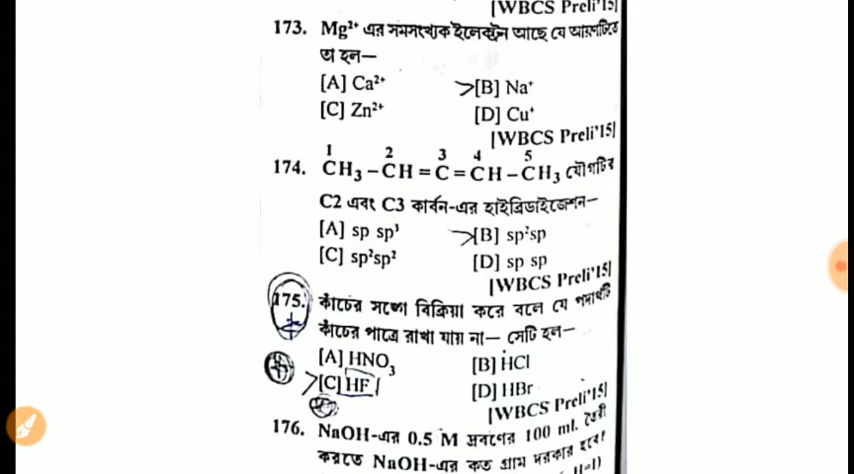 [WBCS Preli'15]
173. Mg²⁺ এর সমসংখ্যক ইলেকট্রন আছে যে আয়ণটিতে
তা হল—
[A] Ca²⁺ [B] Na⁺
[C] Zn²⁺ [D] Cu⁺
[WBCS Preli'15]
1 2 3 4 5
174. CH₃ – CH = C = CH – CH₃ যৌগটির
C2 এবং C3 কার্বন-এর হাইব্রিডাইজেশন—
[A] sp sp³ [B] sp²sp
[C] sp²sp² [D] sp sp
[WBCS Preli'15]
175. কাঁচের সঙ্গে বিক্রিয়া করে বলে যে পদার্থটি
কাঁচের পাত্রে রাখা যায় না— সেটি হল—
[A] HNO₃ [B] HCl
[C] HF [D] HBr
[WBCS Preli'15]
176. NaOH-এর 0.5 M দ্রবণের 100 ml. তৈরী
করতে NaOH-এর কত গ্রাম দরকার হবে?